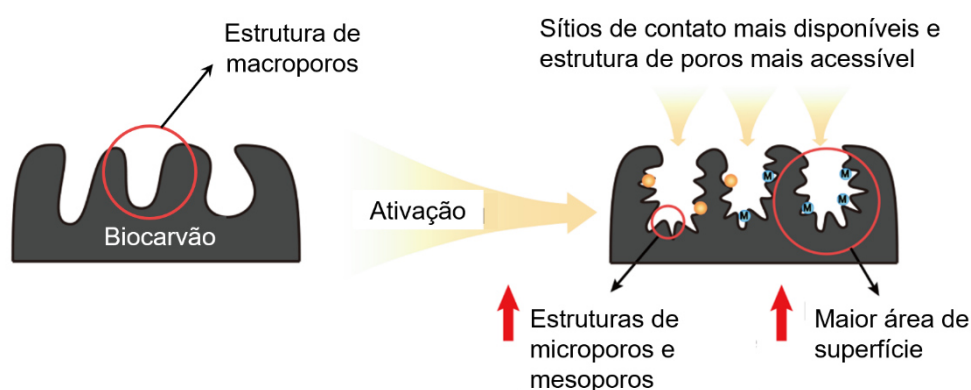 Estrutura de
macroporos
Biocarvão
Ativação
Sítios de contato mais disponíveis e
estrutura de poros mais acessível
M
M
M
M
M
M
Estruturas de
microporos e
mesoporos
Maior área de
superfície